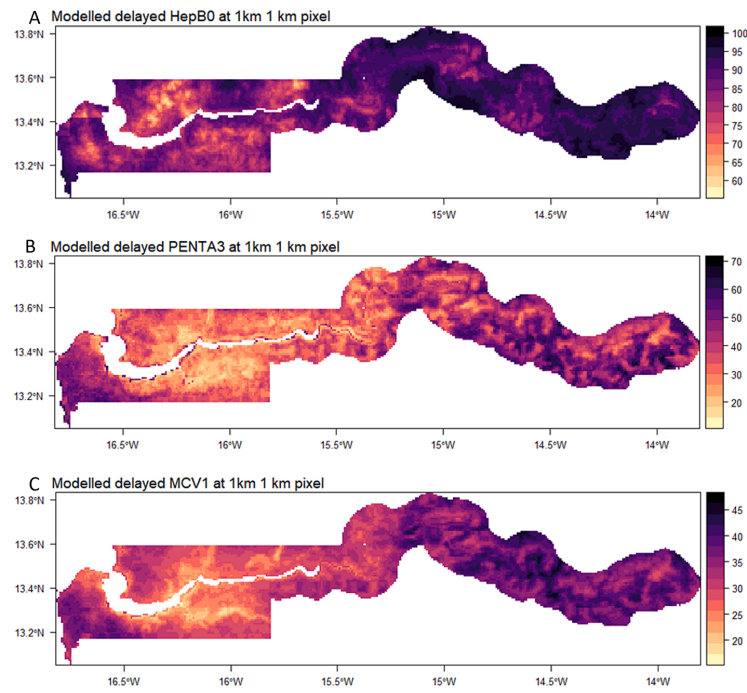 A Modelled delayed HepB0 at 1km 1 km pixel
13.8°N
13.6°N
13.4°N
13.2°N
16.5°W 16°W 15.5°W 15°W 14.5°W 14°W
100
95
90
85
80
75
70
65
60
B Modelled delayed PENTA3 at 1km 1 km pixel
13.8°N
13.6°N
13.4°N
13.2°N
16.5°W 16°W 15.5°W 15°W 14.5°W 14°W
70
60
50
40
30
20
C Modelled delayed MCV1 at 1km 1 km pixel
13.8°N
13.6°N
13.4°N
13.2°N
16.5°W 16°W 15.5°W 15°W 14.5°W 14°W
45
40
35
30
25
20